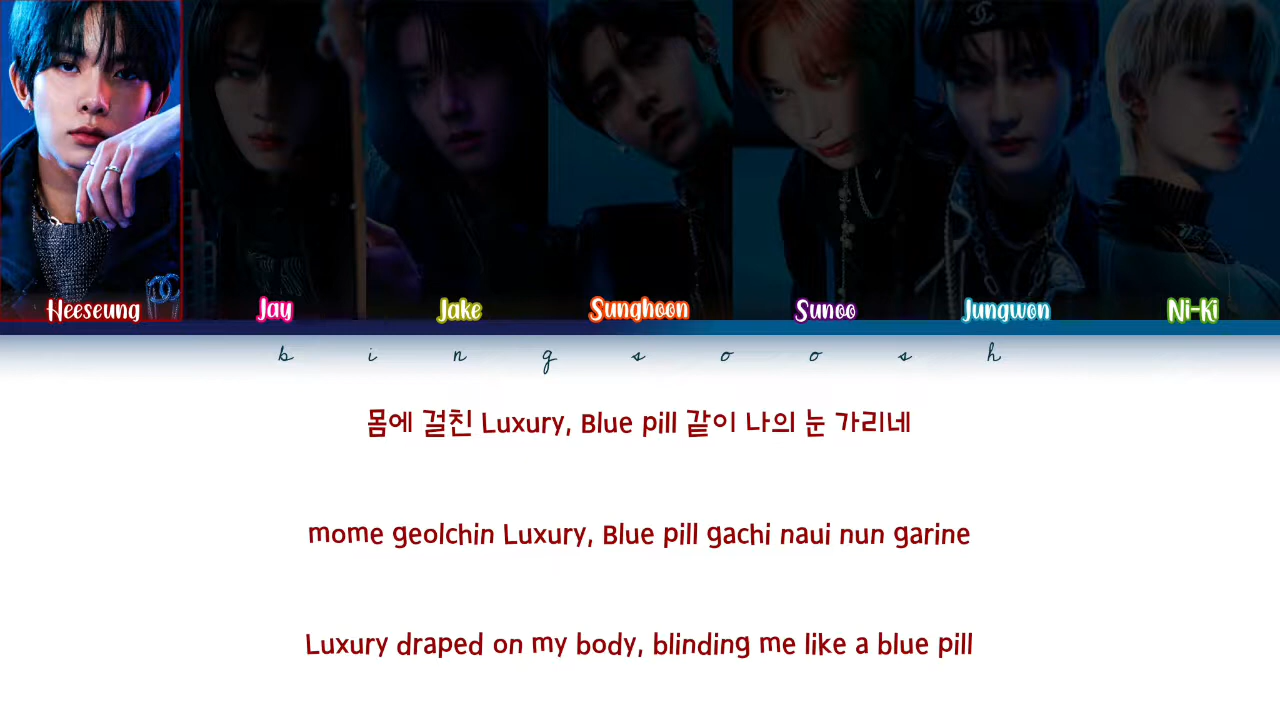 Heeseung Jay Jake Sunghoon Sunoo Jungwon Ni-Ki
b i n g s o o s h
몸에 걸친 Luxury, Blue pill 같이 나의 눈 가리네
mome geolchin Luxury, Blue pill gachi naui nun garine
Luxury draped on my body, blinding me like a blue pill